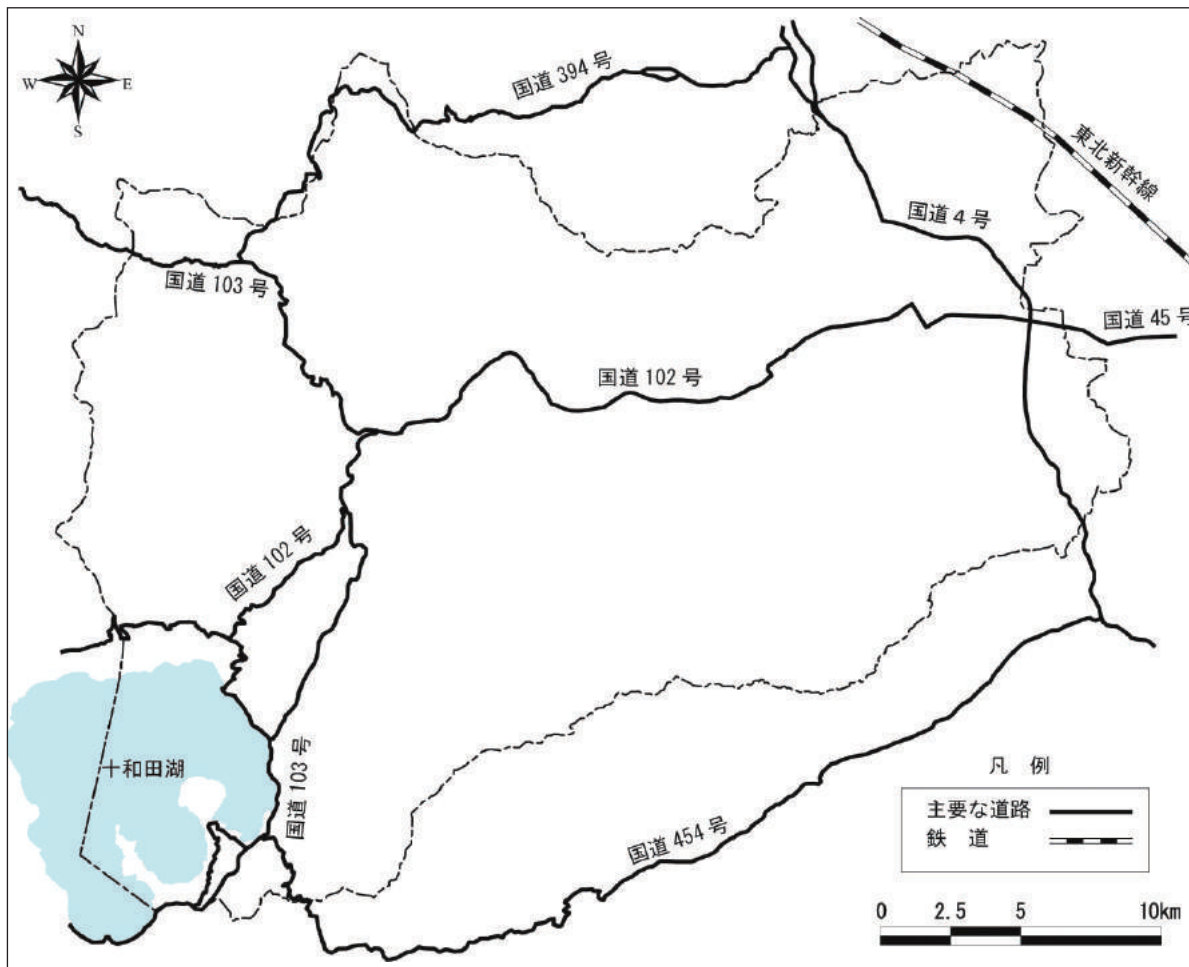 N
W E
S
国道 394 号
東北新幹線
国道 4 号
国道 103 号
国道 45 号
国道 102 号
国道 102 号
十和田湖
国道 103 号
国道 454 号
凡 例
主要な道路
鉄 道
0 2.5 5 10km